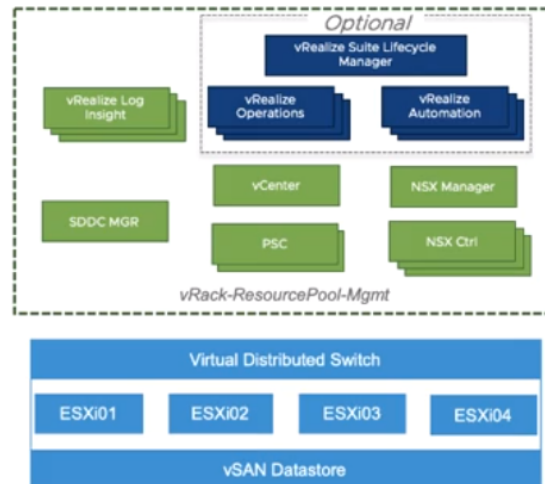 Optional
vRealize Suite Lifecycle
Manager
vRealize Log
Insight
vRealize
Operations
vRealize
Automation
vCenter
NSX Manager
SDDC MGR
PSC
NSX Ctrl
vRack-ResourcePool-Mgmt
Virtual Distributed Switch
ESXi01
ESXi02
ESXi03
ESXi04
vSAN Datastore